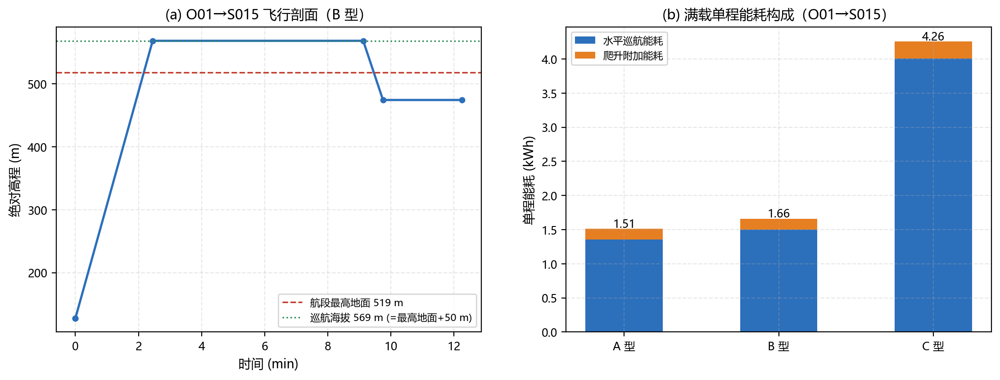 (a) O01→S015 飞行剖面（B 型）
绝对高程 (m)
500
400
300
200
0
2
4
6
8
10
12
时间 (min)
航段最高地面 519 m
巡航海拔 569 m (=最高地面+50 m)
(b) 满载单程能耗构成（O01→S015）
水平巡航能耗
爬升附加能耗
单程能耗 (kWh)
4.0
3.5
3.0
2.5
2.0
1.5
1.0
0.5
0.0
1.51
1.66
4.26
A 型
B 型
C 型